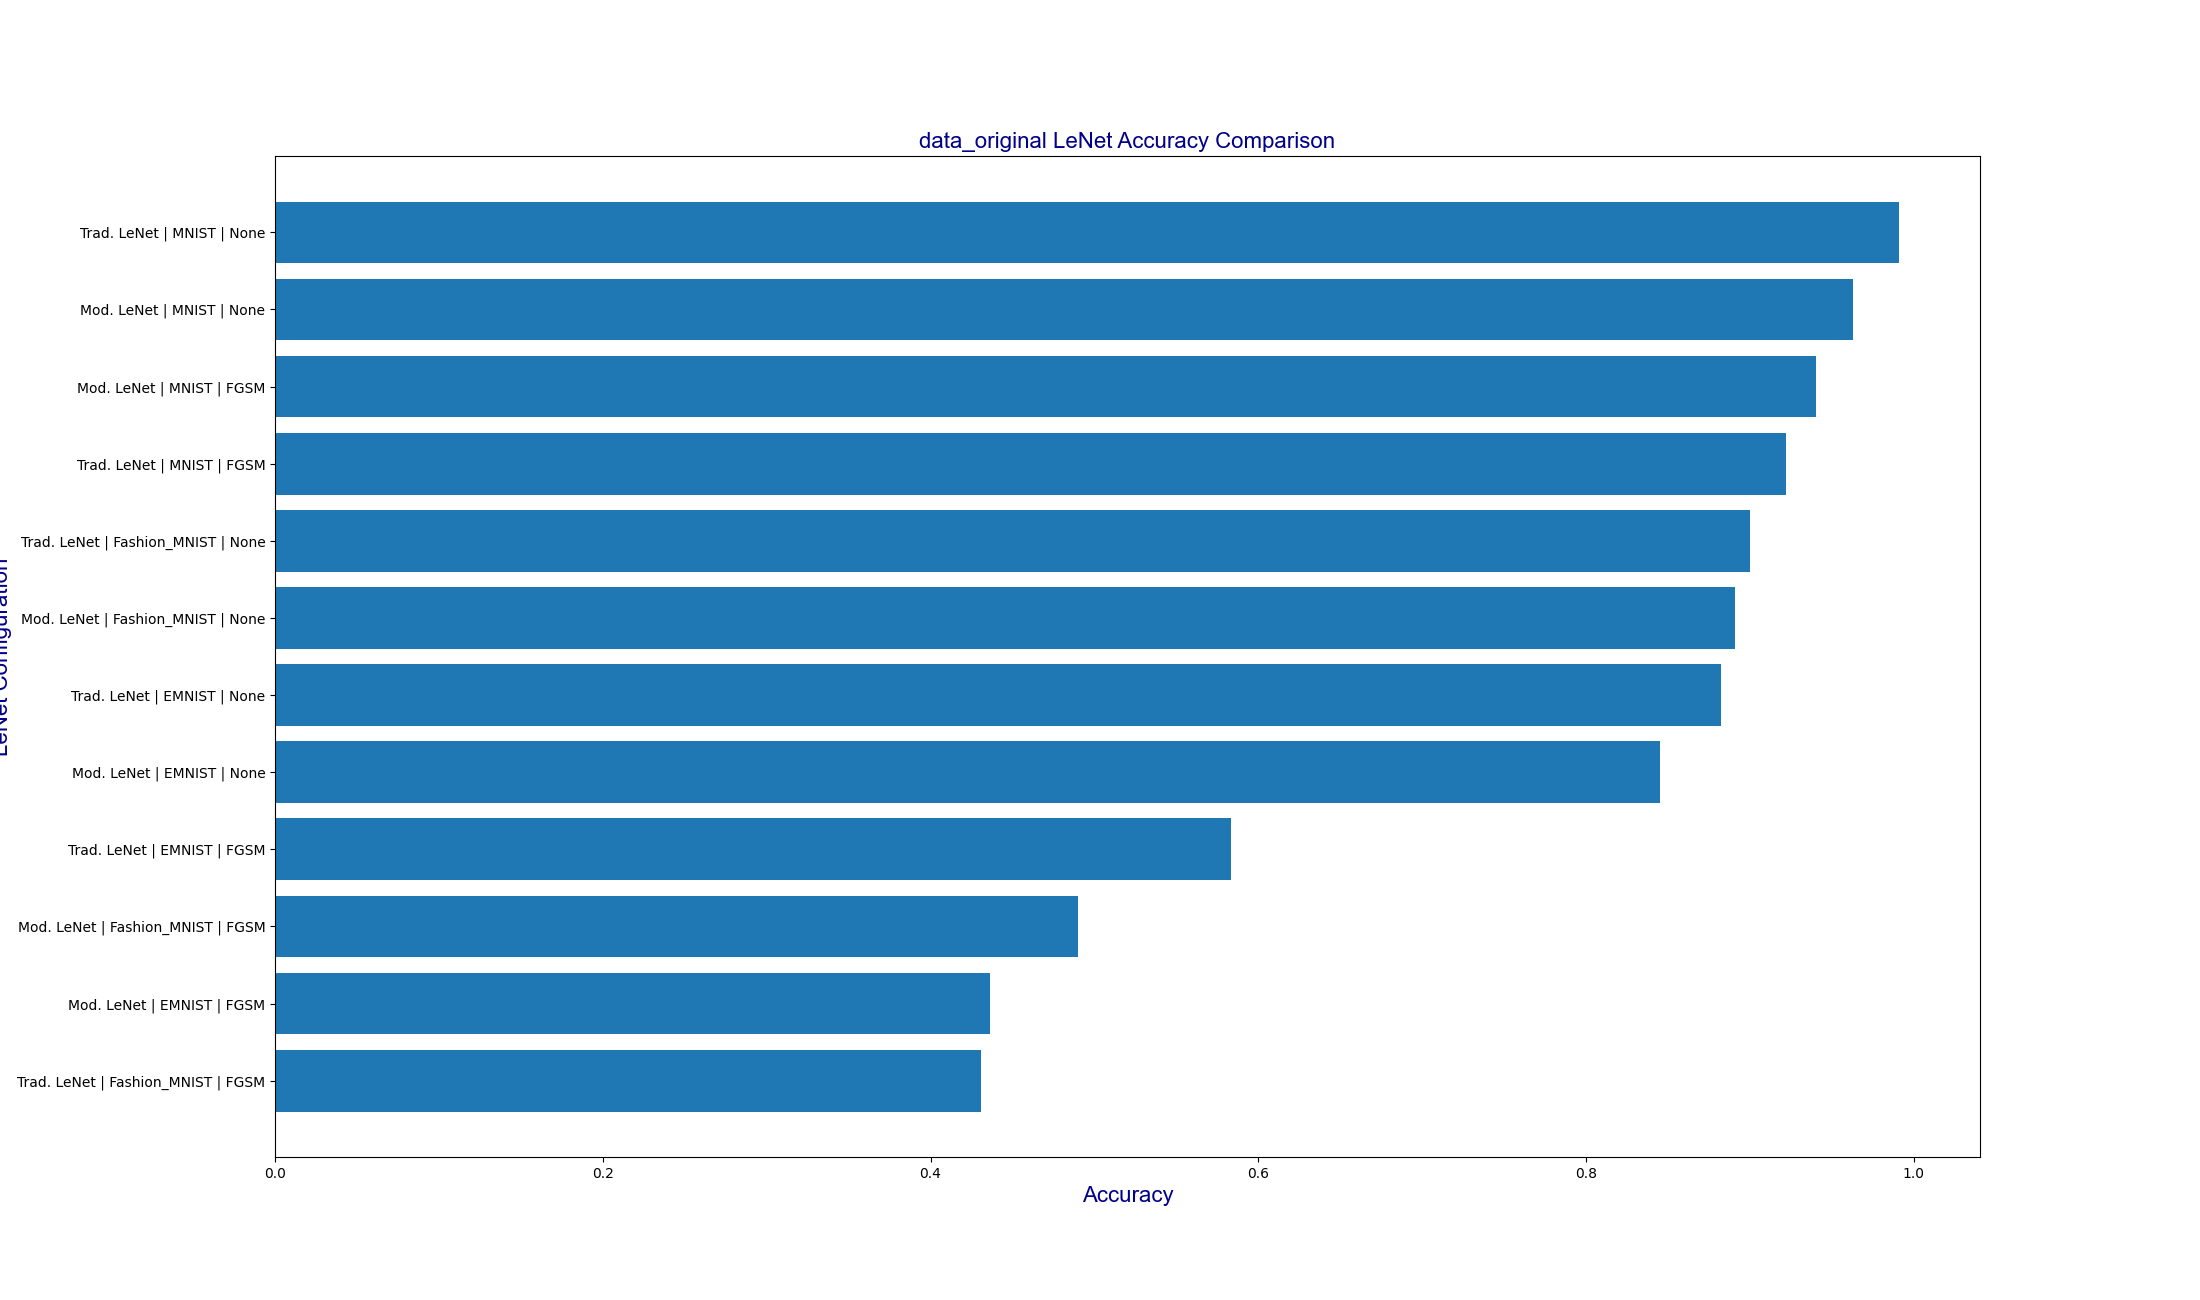 data_original LeNet Accuracy Comparison
Trad. LeNet | MNIST | None
Mod. LeNet | MNIST | None
Mod. LeNet | MNIST | FGSM
Trad. LeNet | MNIST | FGSM
Trad. LeNet | Fashion_MNIST | None
Mod. LeNet | Fashion_MNIST | None
Trad. LeNet | EMNIST | None
Mod. LeNet | EMNIST | None
Trad. LeNet | EMNIST | FGSM
Mod. LeNet | Fashion_MNIST | FGSM
Mod. LeNet | EMNIST | FGSM
Trad. LeNet | Fashion_MNIST | FGSM
LeNet Configuration
0.0 0.2 0.4 0.6 0.8 1.0
Accuracy